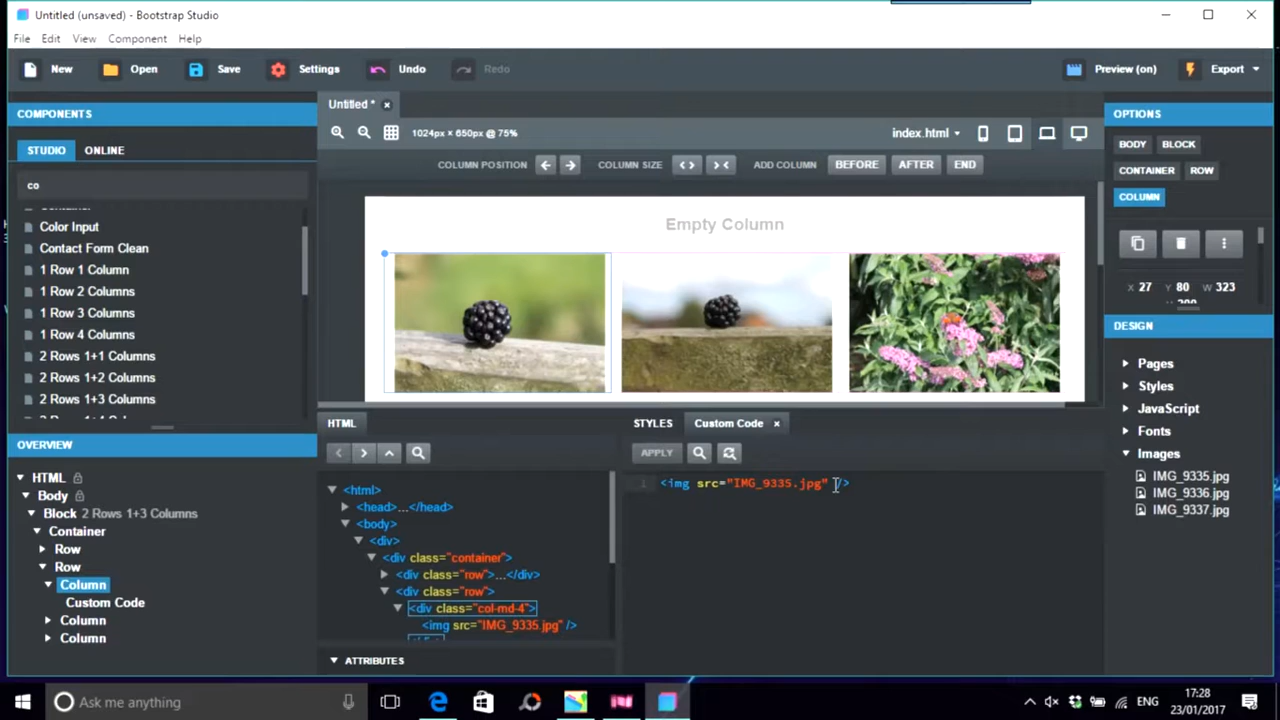 Untitled (unsaved) - Bootstrap Studio
File Edit View Component Help
New Open Save Settings Undo Redo Preview (on) Export
COMPONENTS
STUDIO ONLINE
co
Container
Color Input
Contact Form Clean
1 Row 1 Column
1 Row 2 Columns
1 Row 3 Columns
1 Row 4 Columns
2 Rows 1+1 Columns
2 Rows 1+2 Columns
2 Rows 1+3 Columns
2 Rows 1+4 Columns
OVERVIEW
HTML
Body
Block 2 Rows 1+3 Columns
Container
Row
Row
Column
Custom Code
Column
Column
Untitled *
1024px × 650px @ 75%
index.html
COLUMN POSITION COLUMN SIZE ADD COLUMN BEFORE AFTER END
Empty Column
HTML
<html>
<head>...</head>
<body>
<div>
<div class="container">
<div class="row">...</div>
<div class="row">
<div class="col-md-4">
<img src="IMG_9335.jpg" />
ATTRIBUTES
STYLES Custom Code
APPLY
1 <img src="IMG_9335.jpg" />
OPTIONS
BODY BLOCK
CONTAINER ROW
COLUMN
X 27 Y 80 W 323
DESIGN
Pages
Styles
JavaScript
Fonts
Images
IMG_9335.jpg
IMG_9336.jpg
IMG_9337.jpg
Ask me anything
ENG
17:28
23/01/2017